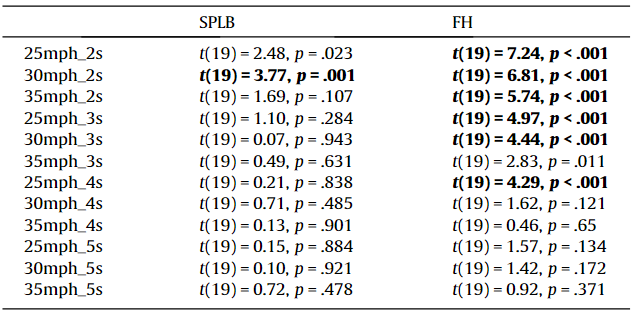 SPLB FH
25mph_2s t(19) = 2.48, p = .023 t(19) = 7.24, p < .001
30mph_2s t(19) = 3.77, p = .001 t(19) = 6.81, p < .001
35mph_2s t(19) = 1.69, p = .107 t(19) = 5.74, p < .001
25mph_3s t(19) = 1.10, p = .284 t(19) = 4.97, p < .001
30mph_3s t(19) = 0.07, p = .943 t(19) = 4.44, p < .001
35mph_3s t(19) = 0.49, p = .631 t(19) = 2.83, p = .011
25mph_4s t(19) = 0.21, p = .838 t(19) = 4.29, p < .001
30mph_4s t(19) = 0.71, p = .485 t(19) = 1.62, p = .121
35mph_4s t(19) = 0.13, p = .901 t(19) = 0.46, p = .65
25mph_5s t(19) = 0.15, p = .884 t(19) = 1.57, p = .134
30mph_5s t(19) = 0.10, p = .921 t(19) = 1.42, p = .172
35mph_5s t(19) = 0.72, p = .478 t(19) = 0.92, p = .371